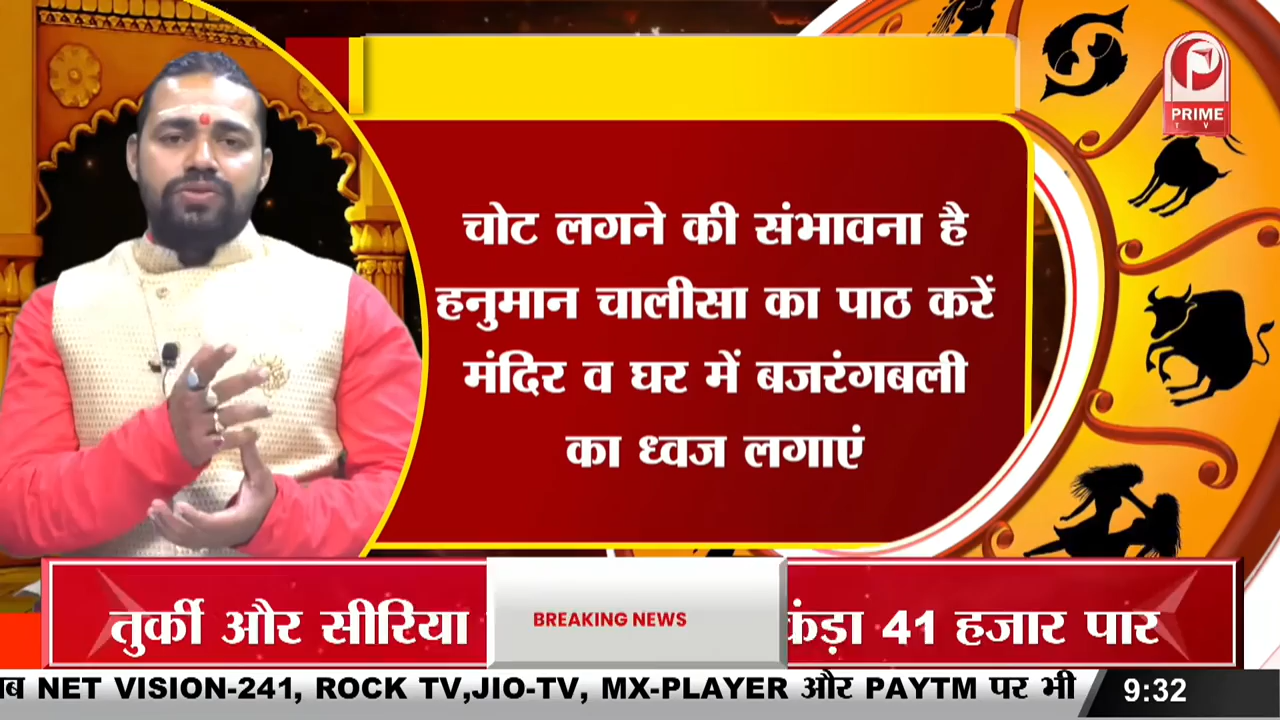 PRIME
TV
चोट लगने की संभावना है
हनुमान चालीसा का पाठ करें
मंदिर व घर में बजरंगबली
का ध्वज लगाएं
तुर्की और सीरिया
BREAKING NEWS
41 हजार पार
NET VISION-241, ROCK TV,JIO-TV, MX-PLAYER और PAYTM पर भी
9:32